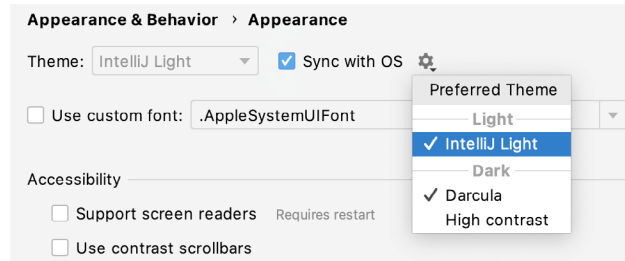 Appearance & Behavior › Appearance
Theme: IntelliJ Light Sync with OS
Preferred Theme
Light
IntelliJ Light
Dark
Darcula
High contrast
Use custom font: .AppleSystemUIFont
Accessibility
Support screen readers Requires restart
Use contrast scrollbars